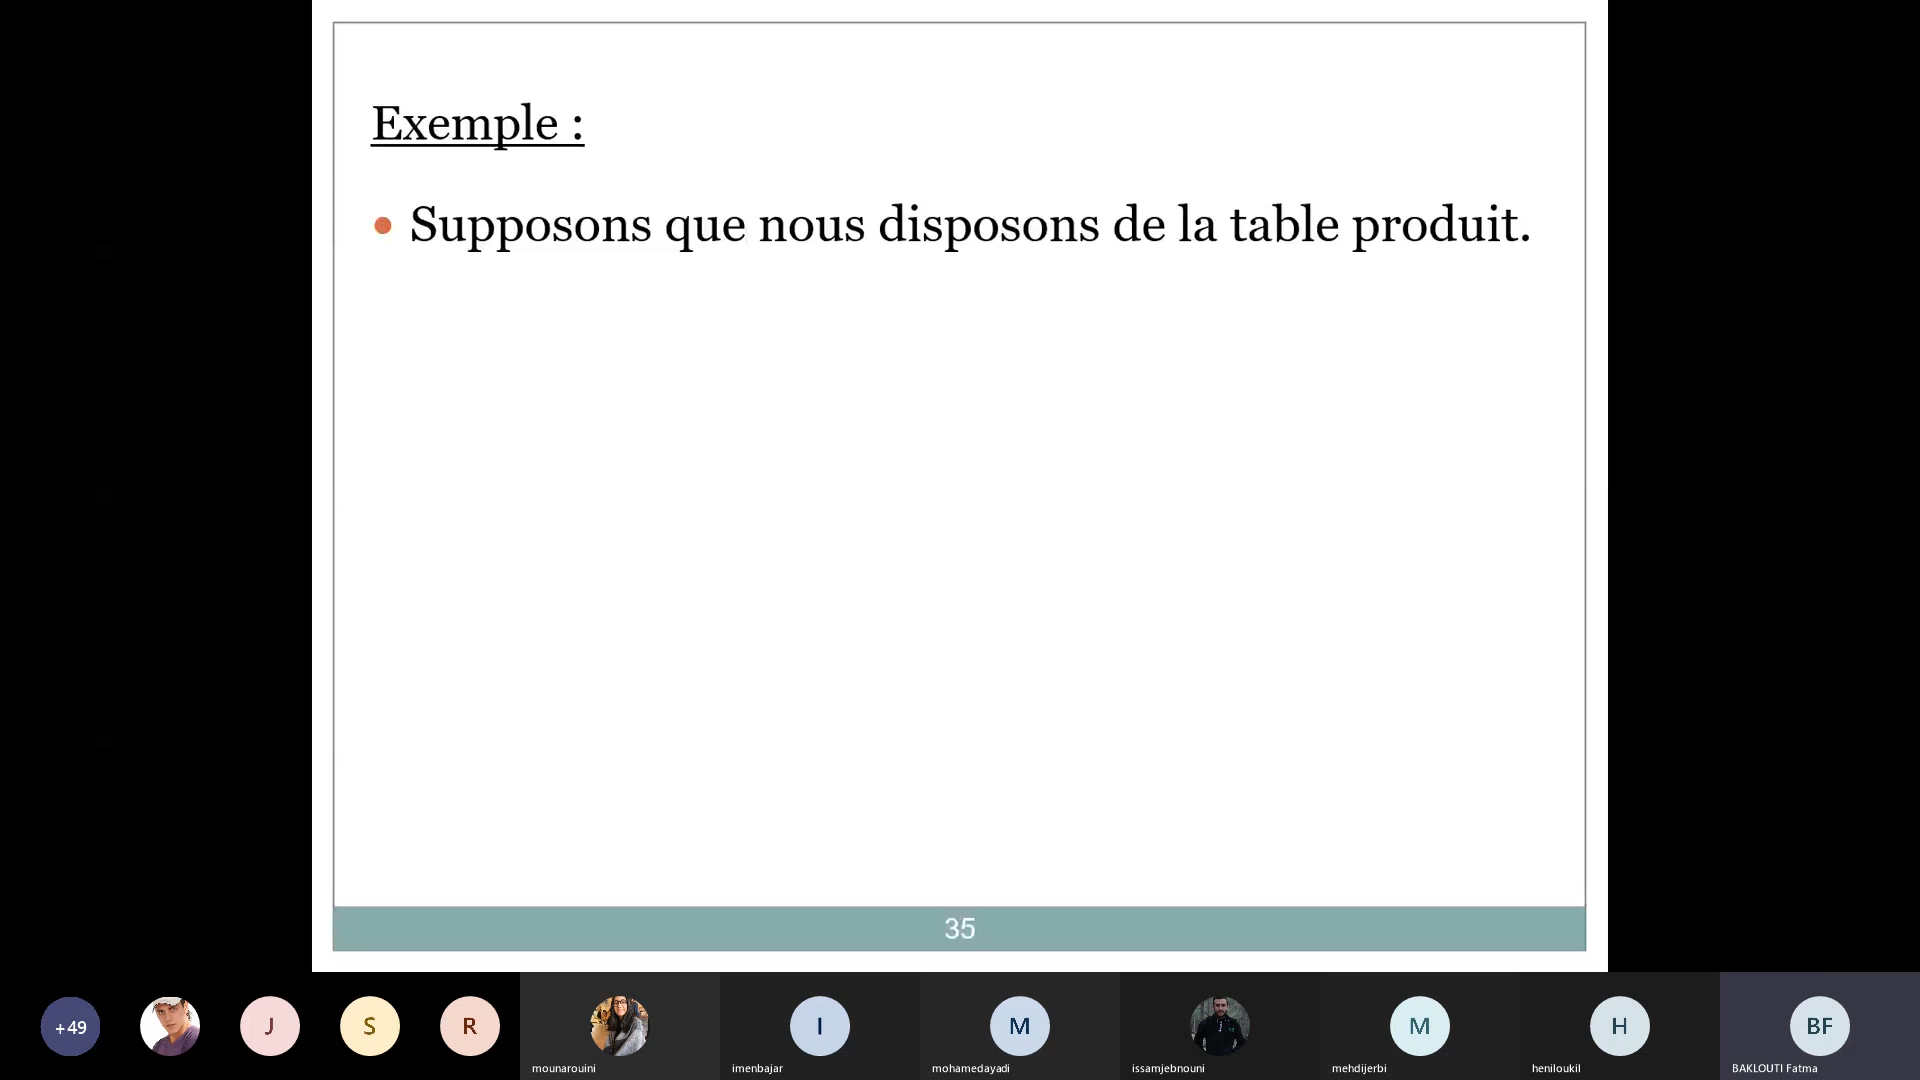 Exemple :
Supposons que nous disposons de la table produit.
35
+49
J
S
R
I
M
M
H
BF
mounarouini
imenbajar
mohamedayadi
issamjebnouni
mehdijerbi
heniloukil
BAKLOUTI Fatma